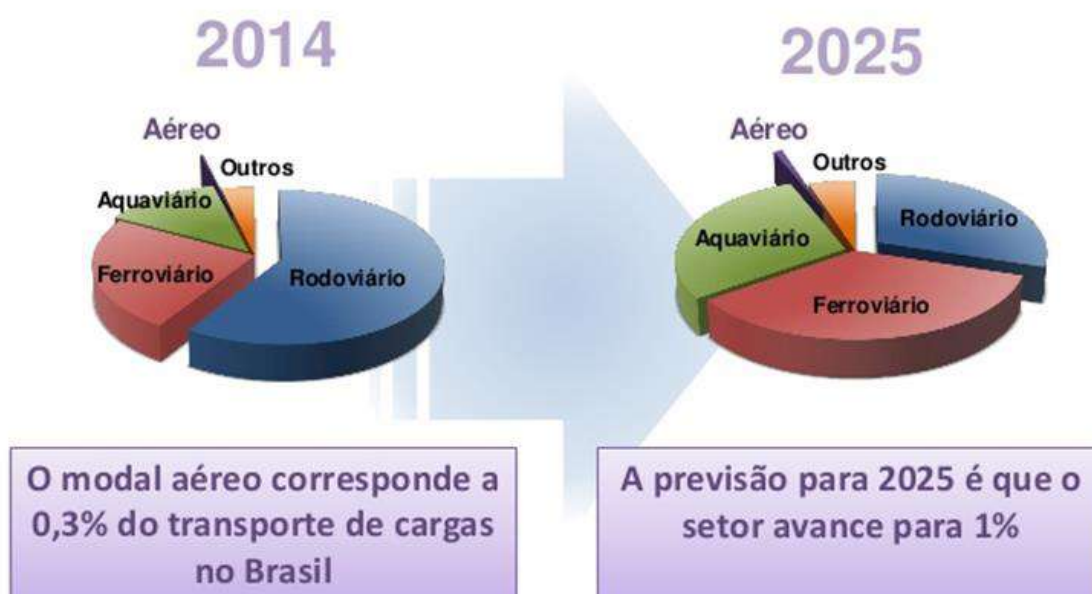 2014
Aéreo
Outros
Aquaviário
Ferroviário
Rodoviário
O modal aéreo corresponde a
0,3% do transporte de cargas
no Brasil
2025
Aéreo
Outros
Rodoviário
Aquaviário
Ferroviário
A previsão para 2025 é que o
setor avance para 1%